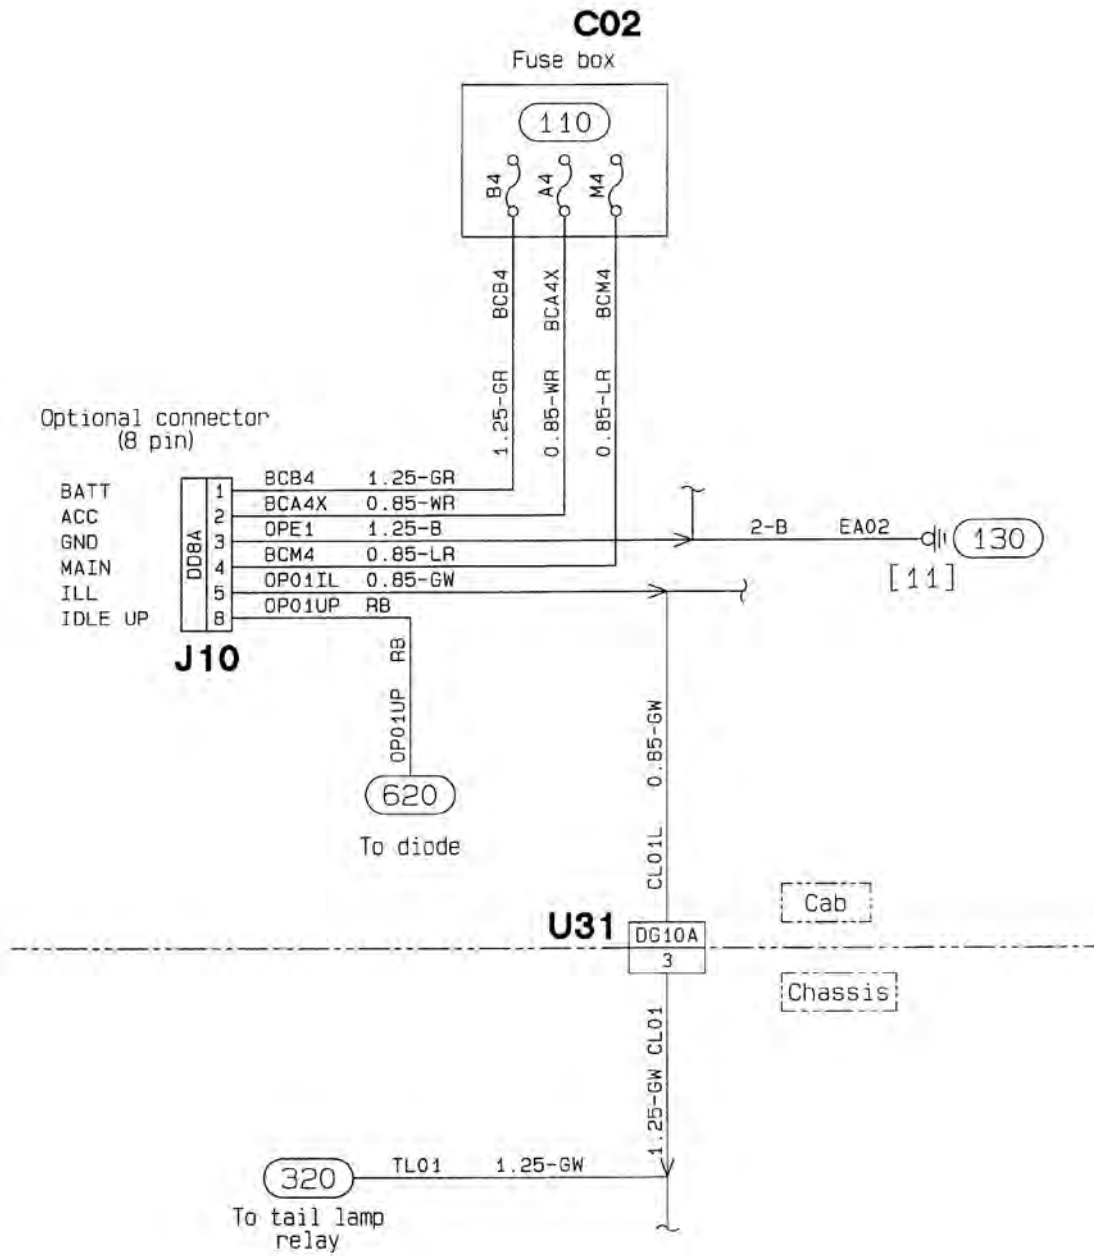 C02
Fuse box
110
B4
A4
M4
BCB4
BCA4X
BCM4
1.25-GR
0.85-WR
0.85-LR
Optional connector
(8 pin)
BATT
ACC
GND
MAIN
ILL
IDLE UP
DD8A
1 BCB4 1.25-GR
2 BCA4X 0.85-WR
3 OPE1 1.25-B
4 BCM4 0.85-LR
5 OP01IL 0.85-GW
8 OP01UP RB
J10
2-B EA02
130
[11]
OP01UP RB
620
To diode
CL01L 0.85-GW
U31
DG10A
3
Cab
Chassis
1.25-GW CL01
320
TL01 1.25-GW
To tail lamp
relay